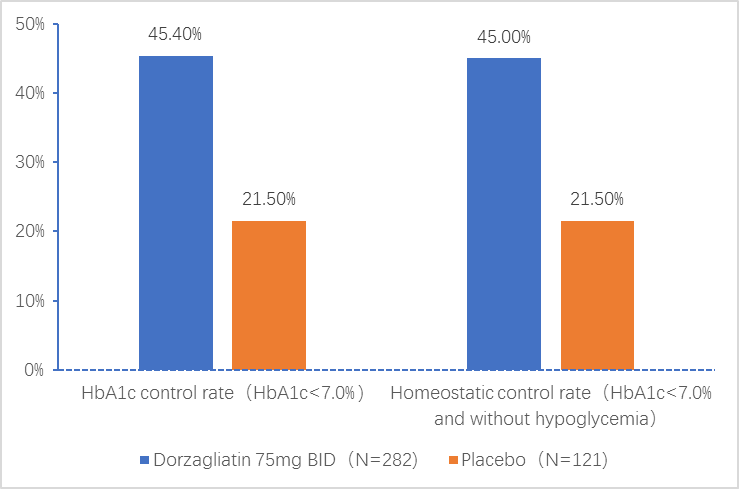 50%
45.40%
45.00%
40%
30%
21.50%
21.50%
20%
10%
0%
HbA1c control rate（HbA1c<7.0%）
Homeostatic control rate（HbA1c<7.0%
and without hypoglycemia）
Dorzagliatin 75mg BID（N=282)
Placebo（N=121)